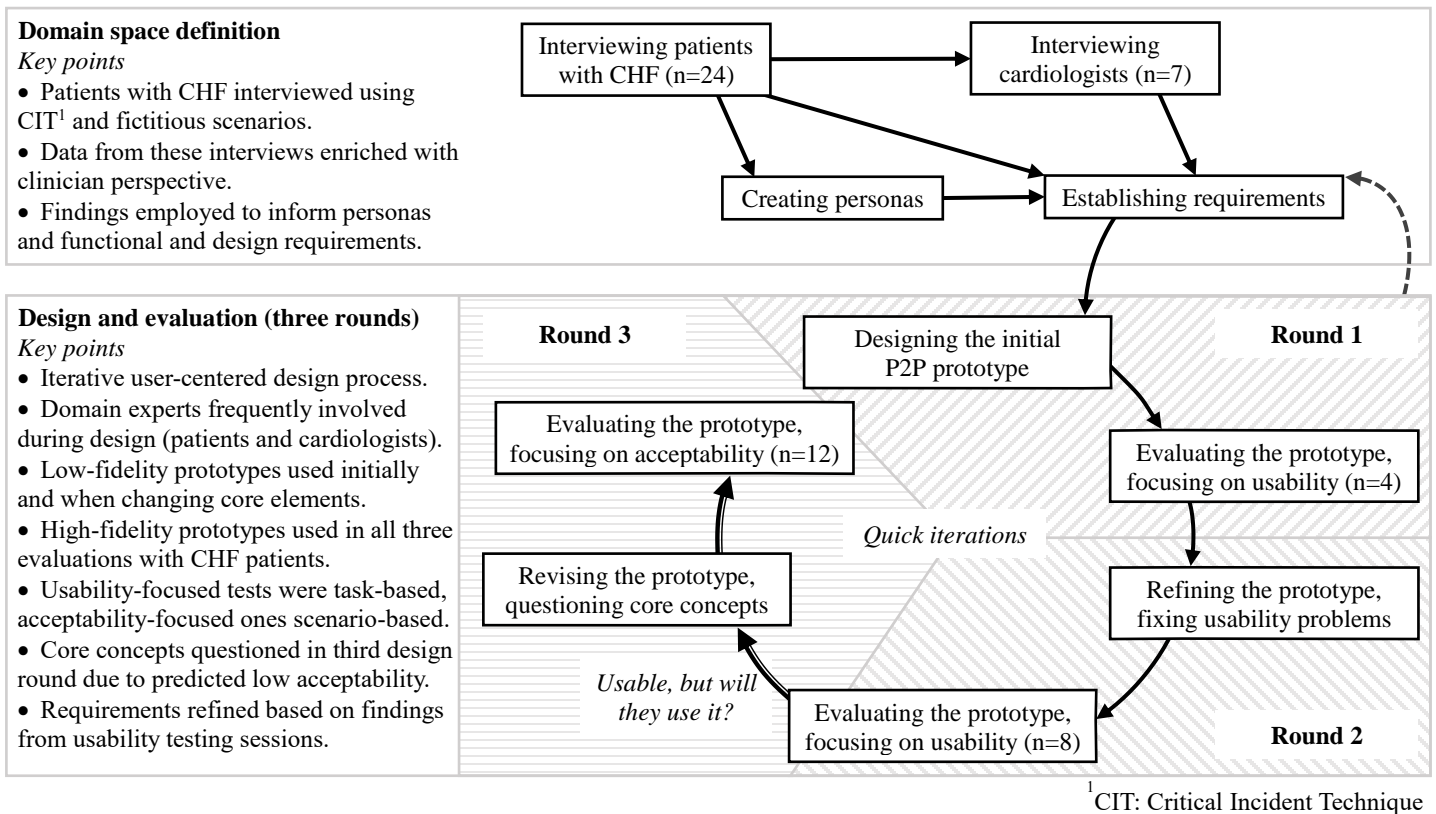 Domain space definition
Key points
• Patients with CHF interviewed using
CIT¹ and fictitious scenarios.
• Data from these interviews enriched with
clinician perspective.
• Findings employed to inform personas
and functional and design requirements.
Interviewing patients
with CHF (n=24)
Interviewing
cardiologists (n=7)
Creating personas
Establishing requirements
Design and evaluation (three rounds)
Key points
• Iterative user-centered design process.
• Domain experts frequently involved
during design (patients and cardiologists).
• Low-fidelity prototypes used initially
and when changing core elements.
• High-fidelity prototypes used in all three
evaluations with CHF patients.
• Usability-focused tests were task-based,
acceptability-focused ones scenario-based.
• Core concepts questioned in third design
round due to predicted low acceptability.
• Requirements refined based on findings
from usability testing sessions.
Round 3
Designing the initial
P2P prototype
Round 1
Evaluating the prototype,
focusing on acceptability (n=12)
Evaluating the prototype,
focusing on usability (n=4)
Quick iterations
Revising the prototype,
questioning core concepts
Refining the prototype,
fixing usability problems
Usable, but will
they use it?
Evaluating the prototype,
focusing on usability (n=8)
Round 2
¹CIT: Critical Incident Technique